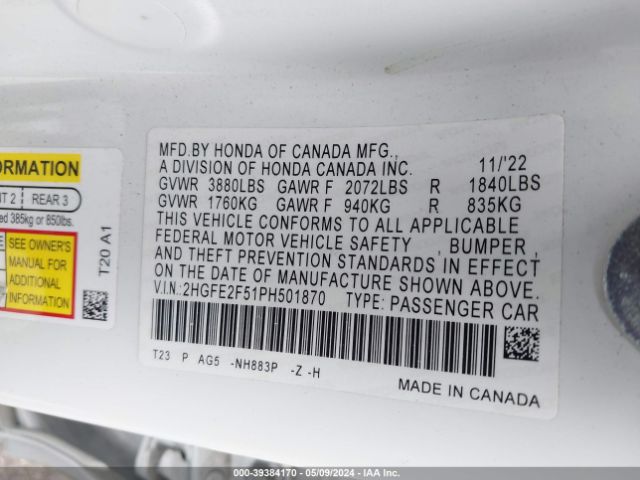 ORMATION
T 2 REAR 3
ed 385kg or 850lbs.
SEE OWNER'S
MANUAL FOR
ADDITIONAL
INFORMATION
T20 A1
MFD.BY HONDA OF CANADA MFG.,
A DIVISION OF HONDA CANADA INC. 11/'22
GVWR 3880LBS GAWR F 2072LBS R 1840LBS
GVWR 1760KG GAWR F 940KG R 835KG
THIS VEHICLE CONFORMS TO ALL APPLICABLE
FEDERAL MOTOR VEHICLE SAFETY , BUMPER ,
AND THEFT PREVENTION STANDARDS IN EFFECT
ON THE DATE OF MANUFACTURE SHOWN ABOVE.
V.I.N.:2HGFE2F51PH501870 TYPE: PASSENGER CAR
T23 P AG5 -NH883P -Z -H
MADE IN CANADA
000-39384170 - 05/09/2024 - IAAI.COM